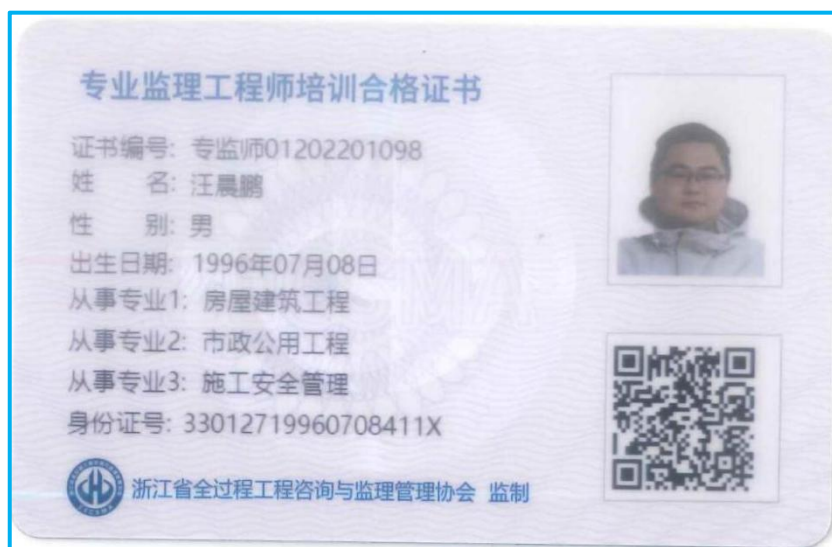 专业监理工程师培训合格证书
证书编号: 专监师01202201098
姓 名: 汪晨鹏
性 别: 男
出生日期: 1996年07月08日
从事专业1: 房屋建筑工程
从事专业2: 市政公用工程
从事专业3: 施工安全管理
身份证号: 33012719960708411X
浙江省全过程工程咨询与监理管理协会 监制